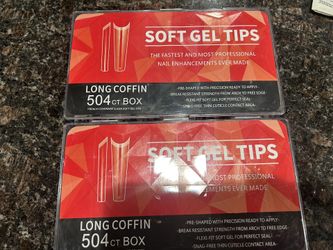 SOFT GEL TIPS
THE FASTEST AND MOST PROFESSIONAL
NAIL ENHANCEMENTS EVER MADE
LONG COFFIN
504 CT. BOX
-PRE-SHAPED WITH PRECISION READY TO APPLY-
-BREAK RESISTANT STRENGTH FROM ARCH TO FREE EDGE
-FLEXS FIT SOFT GEL FOR PERFECT SEAL-
-SNAG-FREE THIN CUTICLE CONTACT AREA-
SOFT GEL TIPS
MOST PROFESSIONAL
EVER MADE
LONG COFFIN
504 CT BOX
-PRE-SHAPED WITH PRECISION READY TO APPLY-
-BREAK RESISTANT STRENGTH FROM ARCH TO FREE EDGE
FIT SOFT GEL FOR PERFECT SEAL-
-SNAG-FREE THIN CUTICLE CONTACT AREA-